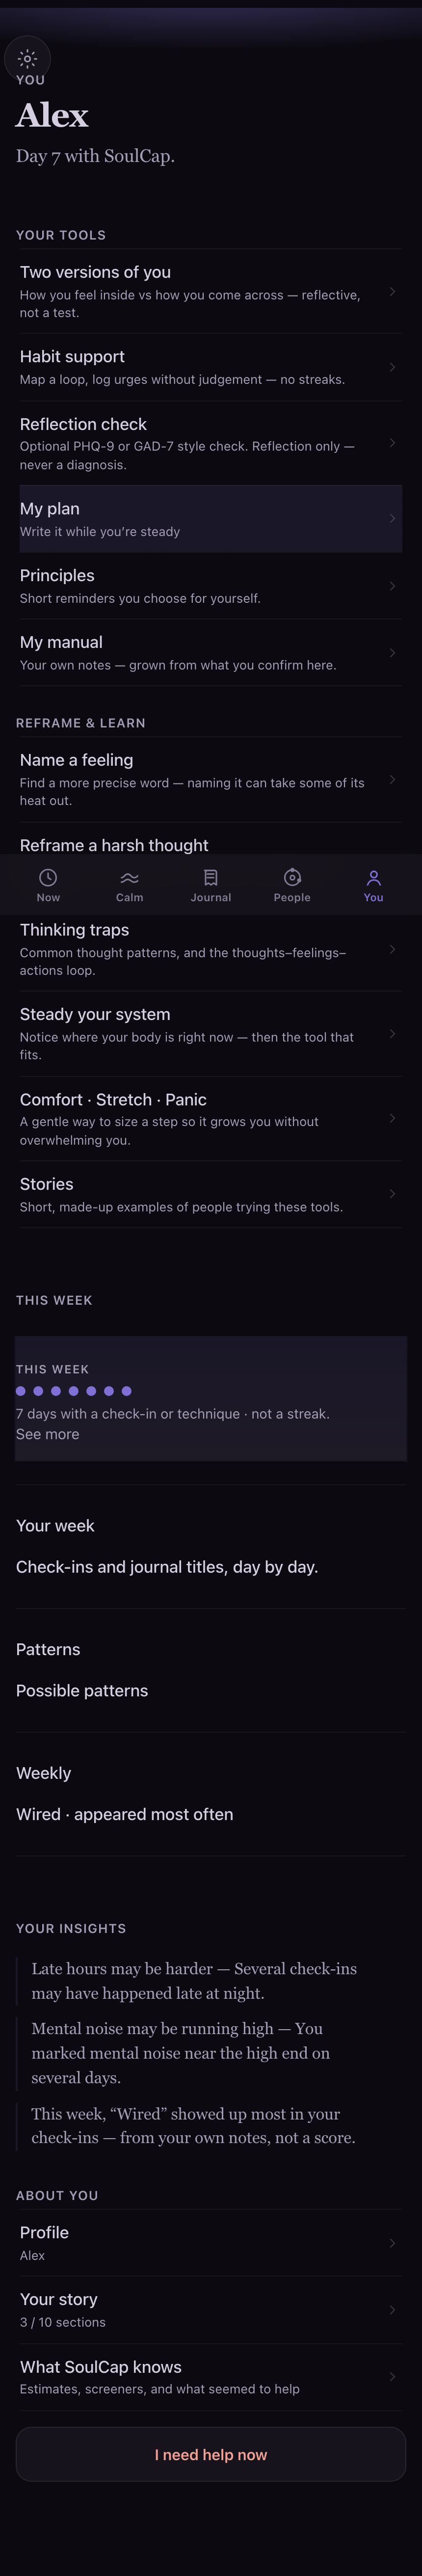 YOU
Alex
Day 7 with SoulCap.
YOUR TOOLS
Two versions of you
How you feel inside vs how you come across — reflective,
not a test.
Habit support
Map a loop, log urges without judgement — no streaks.
Reflection check
Optional PHQ-9 or GAD-7 style check. Reflection only —
never a diagnosis.
My plan
Write it while you’re steady
Principles
Short reminders you choose for yourself.
My manual
Your own notes — grown from what you confirm here.
REFRAME & LEARN
Name a feeling
Find a more precise word — naming it can take some of its
heat out.
Reframe a harsh thought
Now
Calm
Journal
People
You
Thinking traps
Common thought patterns, and the thoughts–feelings–
actions loop.
Steady your system
Notice where your body is right now — then the tool that
fits.
Comfort · Stretch · Panic
A gentle way to size a step so it grows you without
overwhelming you.
Stories
Short, made-up examples of people trying these tools.
THIS WEEK
THIS WEEK
7 days with a check-in or technique · not a streak.
See more
Your week
Check-ins and journal titles, day by day.
Patterns
Possible patterns
Weekly
Wired · appeared most often
YOUR INSIGHTS
Late hours may be harder — Several check-ins
may have happened late at night.
Mental noise may be running high — You
marked mental noise near the high end on
several days.
This week, “Wired” showed up most in your
check-ins — from your own notes, not a score.
ABOUT YOU
Profile
Alex
Your story
3 / 10 sections
What SoulCap knows
Estimates, screeners, and what seemed to help
I need help now